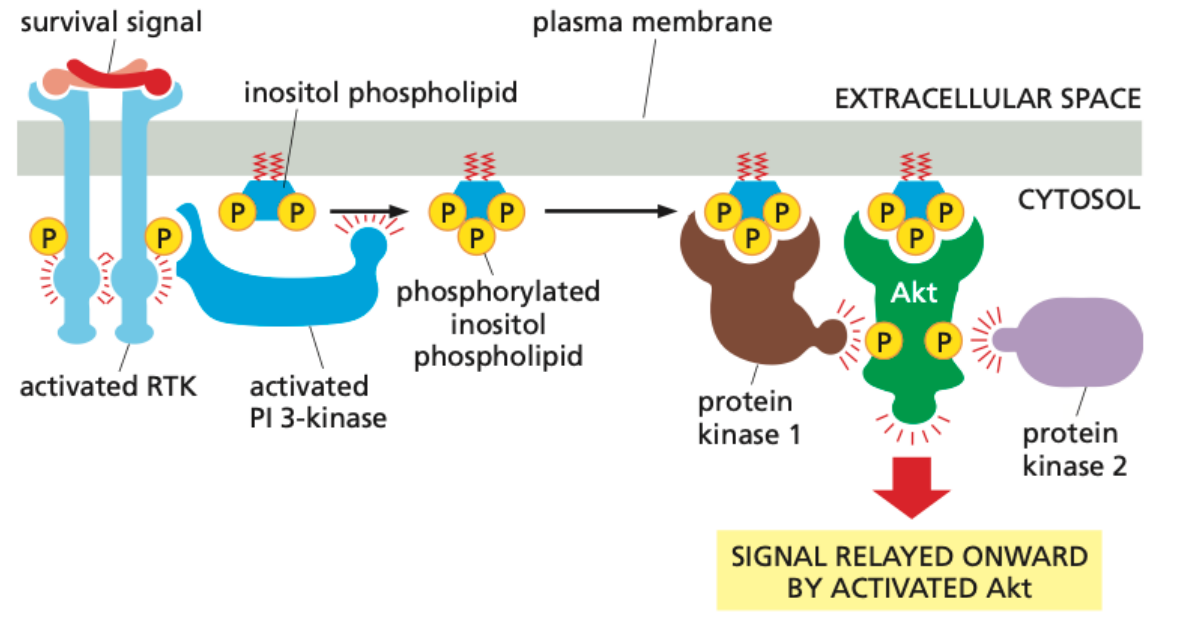 survival signal
plasma membrane
inositol phospholipid
EXTRACELLULAR SPACE
CYTOSOL
P
P
P
P
P
P
P
P
P
P
P
P
P
Akt
P
P
phosphorylated
inositol
phospholipid
activated RTK
activated
PI 3-kinase
protein
kinase 1
protein
kinase 2
SIGNAL RELAYED ONWARD
BY ACTIVATED Akt